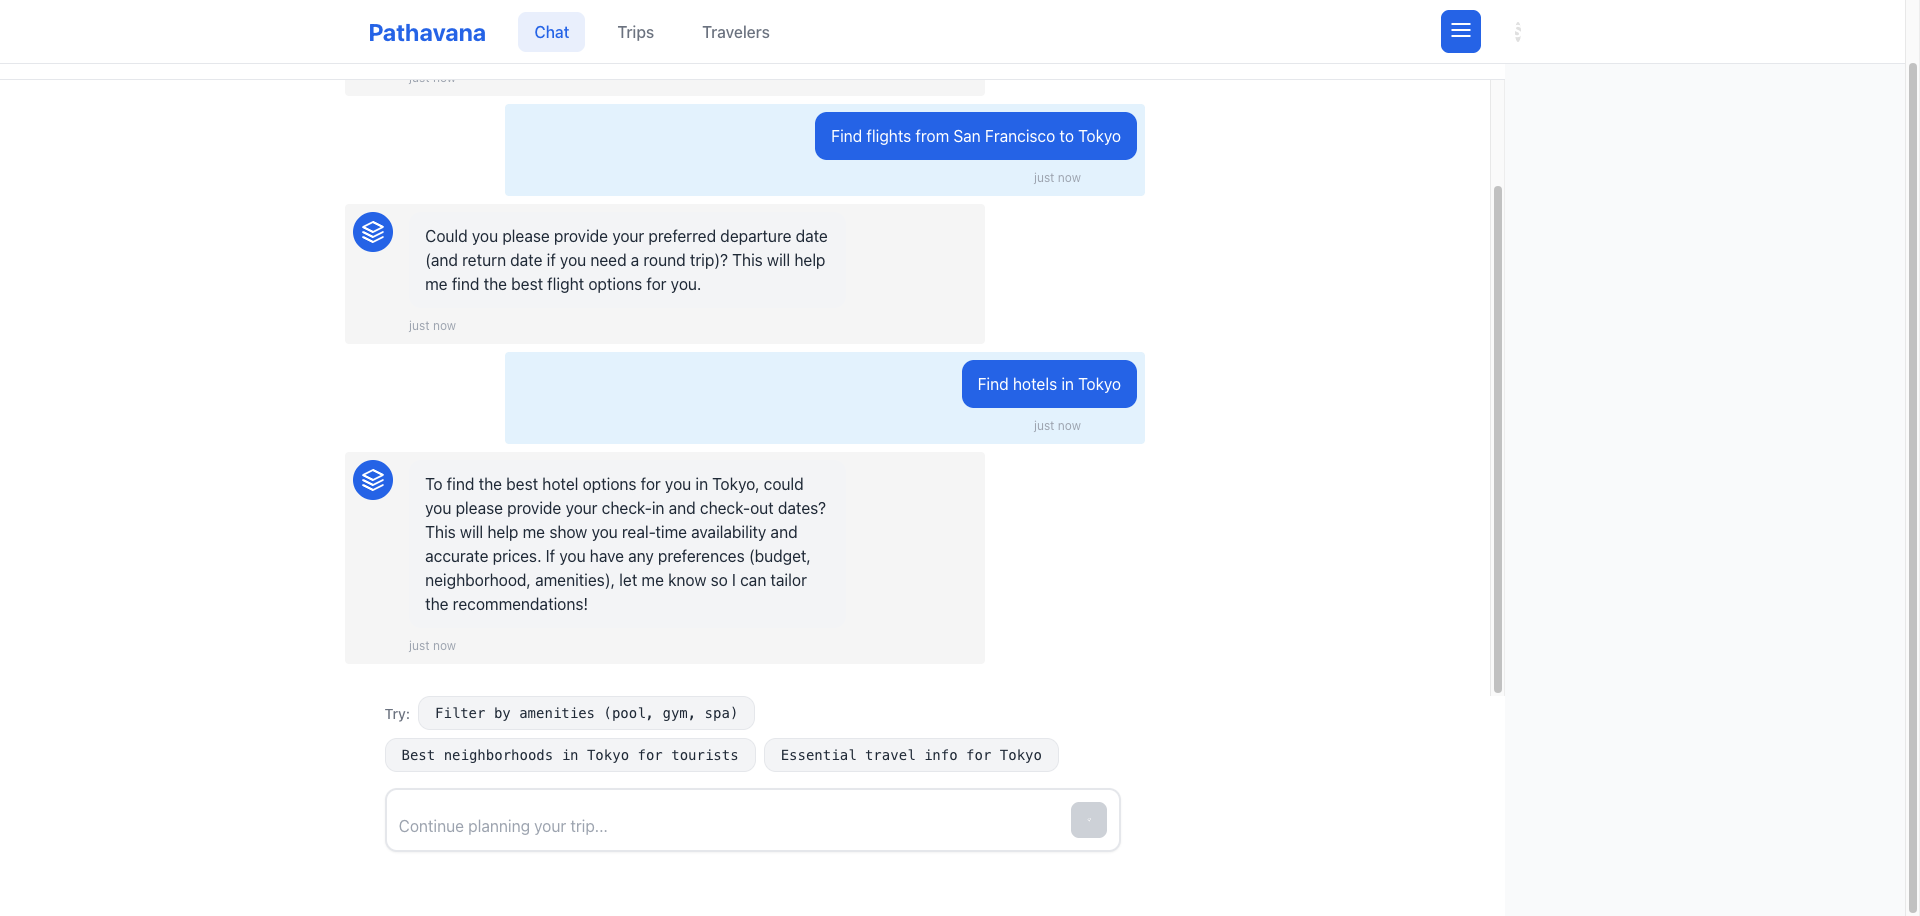 Pathavana
Chat
Trips
Travelers
just now
Find flights from San Francisco to Tokyo
just now
Could you please provide your preferred departure date
(and return date if you need a round trip)? This will help
me find the best flight options for you.
just now
Find hotels in Tokyo
just now
To find the best hotel options for you in Tokyo, could
you please provide your check-in and check-out dates?
This will help me show you real-time availability and
accurate prices. If you have any preferences (budget,
neighborhood, amenities), let me know so I can tailor
the recommendations!
just now
Try:
Filter by amenities (pool, gym, spa)
Best neighborhoods in Tokyo for tourists
Essential travel info for Tokyo
Continue planning your trip...